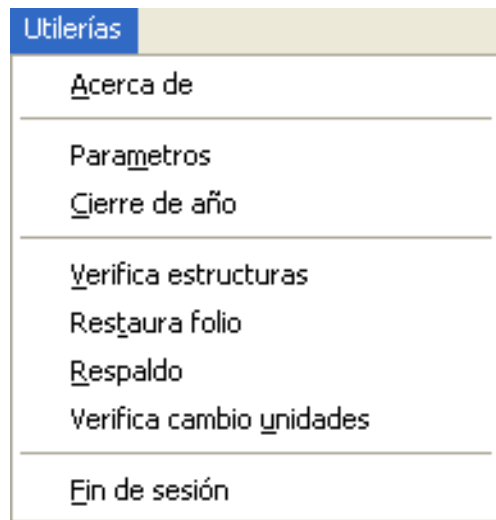 Utilerías
Acerca de
Parametros
Cierre de año
Verifica estructuras
Restaura folio
Respaldo
Verifica cambio unidades
Fin de sesión